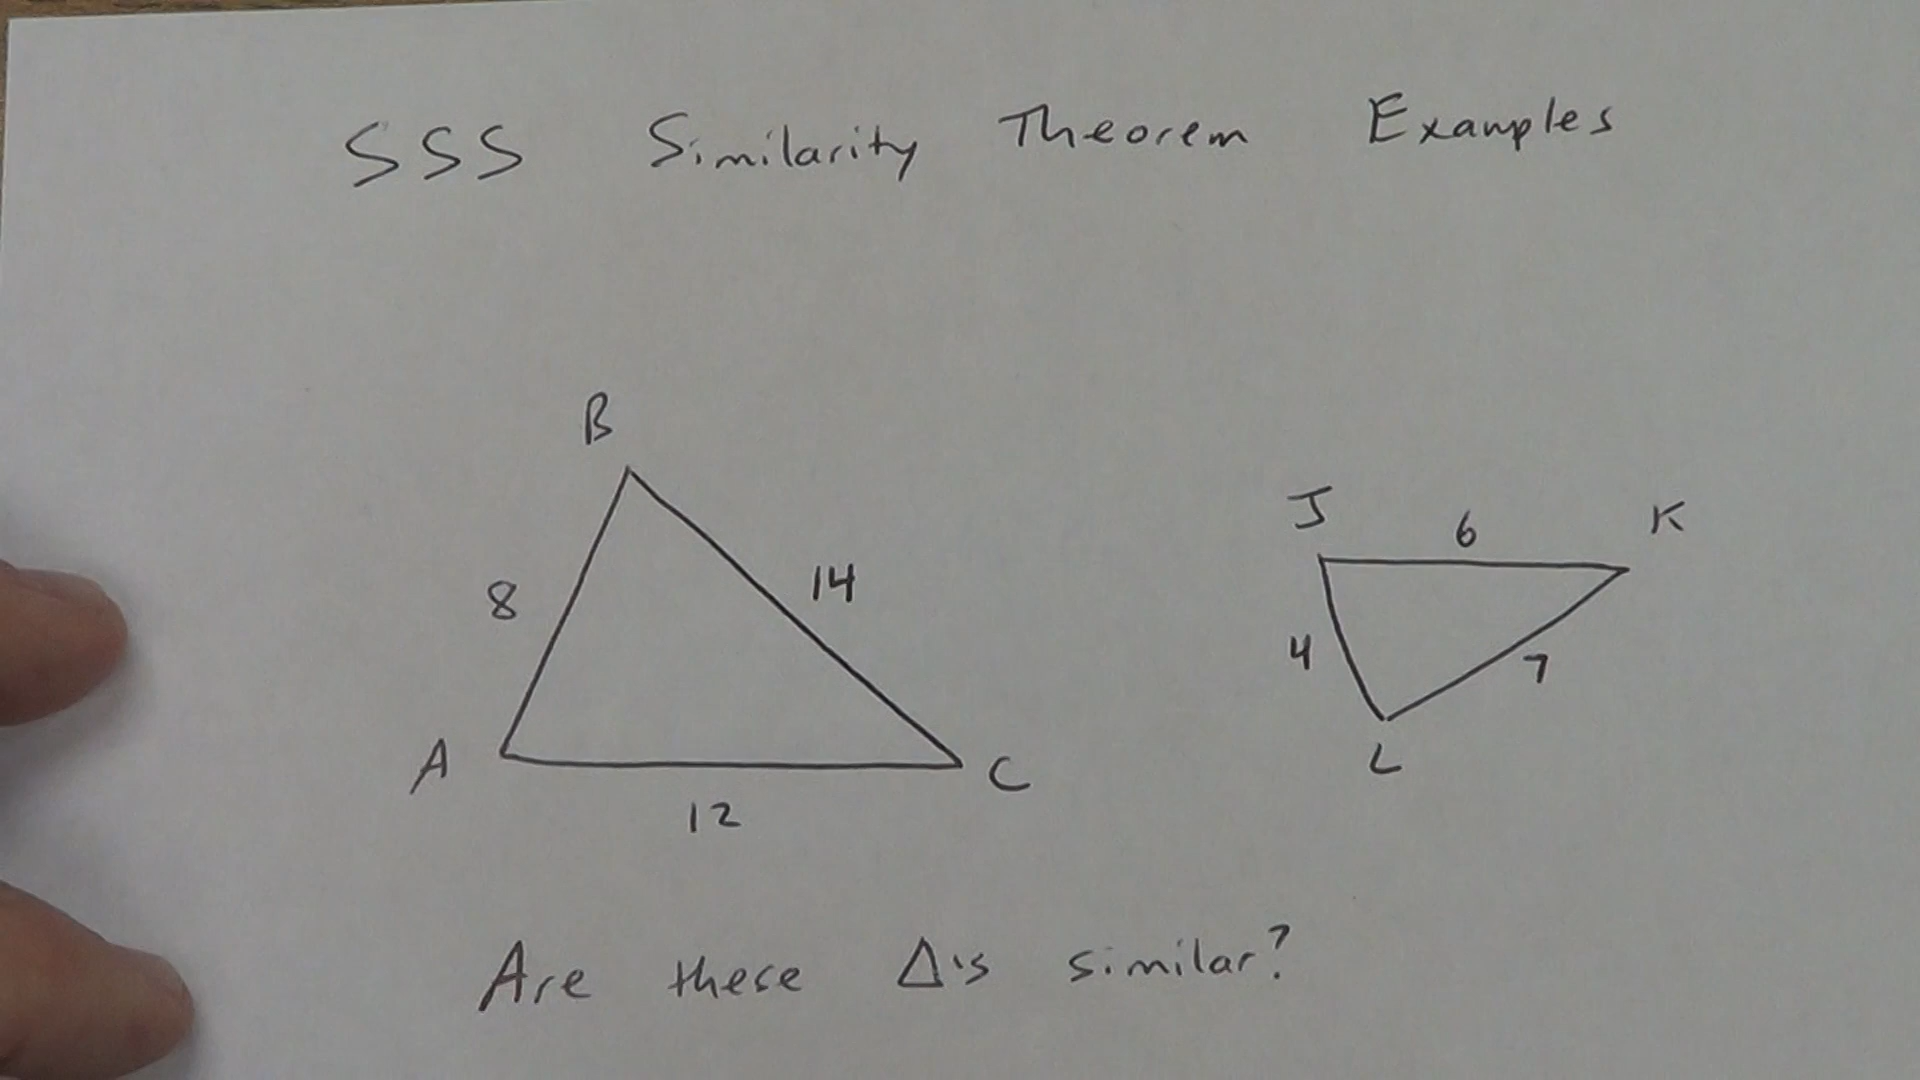 SSS Similarity Theorem Examples
B
J
6
K
8
14
4
7
A
C
L
12
Are these Δ's similar?